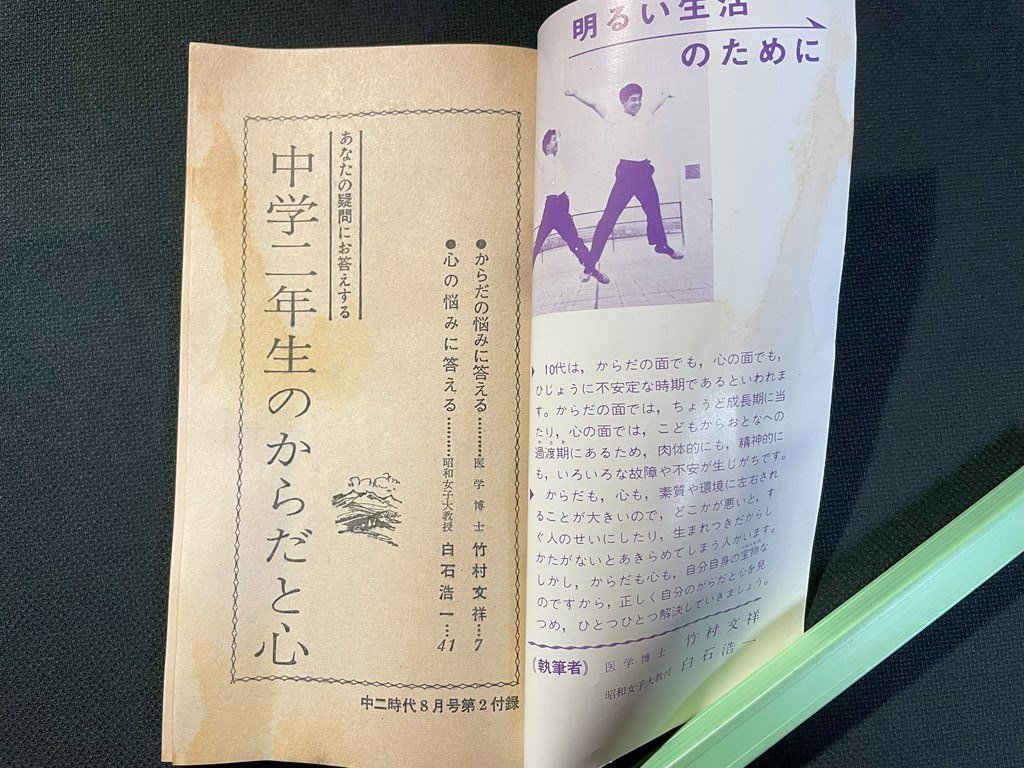 あなたの疑問にお答えする
中学二年生のからだと心
●からだの悩みに答える…………医学博士 竹村文祥…7
●心の悩みに答える…………昭和女子大教授 白石浩一…41
中二時代8月号第2付録
明るい生活
のために
10代は，からだの面でも，心の面でも，
ひじょうに不安定な時期であるといわれま
す。からだの面では，ちょうど成長期に当
たり，心の面では，こどもからおとなへの
過渡期にあるため，肉体的にも，精神的に
も，いろいろな故障や不安が生じがちです。
からだも，心も，素質や環境に左右され
ることが大きいので，どこかが悪いと，す
ぐ人のせいにしたり，生まれつきだからし
かたがないとあきらめてしまう人がいます。
しかし，からだも心も，自分自身の宝物な
のですから，正しく自分のからだと心を見
つめ，ひとつひとつ解決していきましょう。
(執筆者) 医学博士 竹村文祥
昭和女子大教授 白石浩一